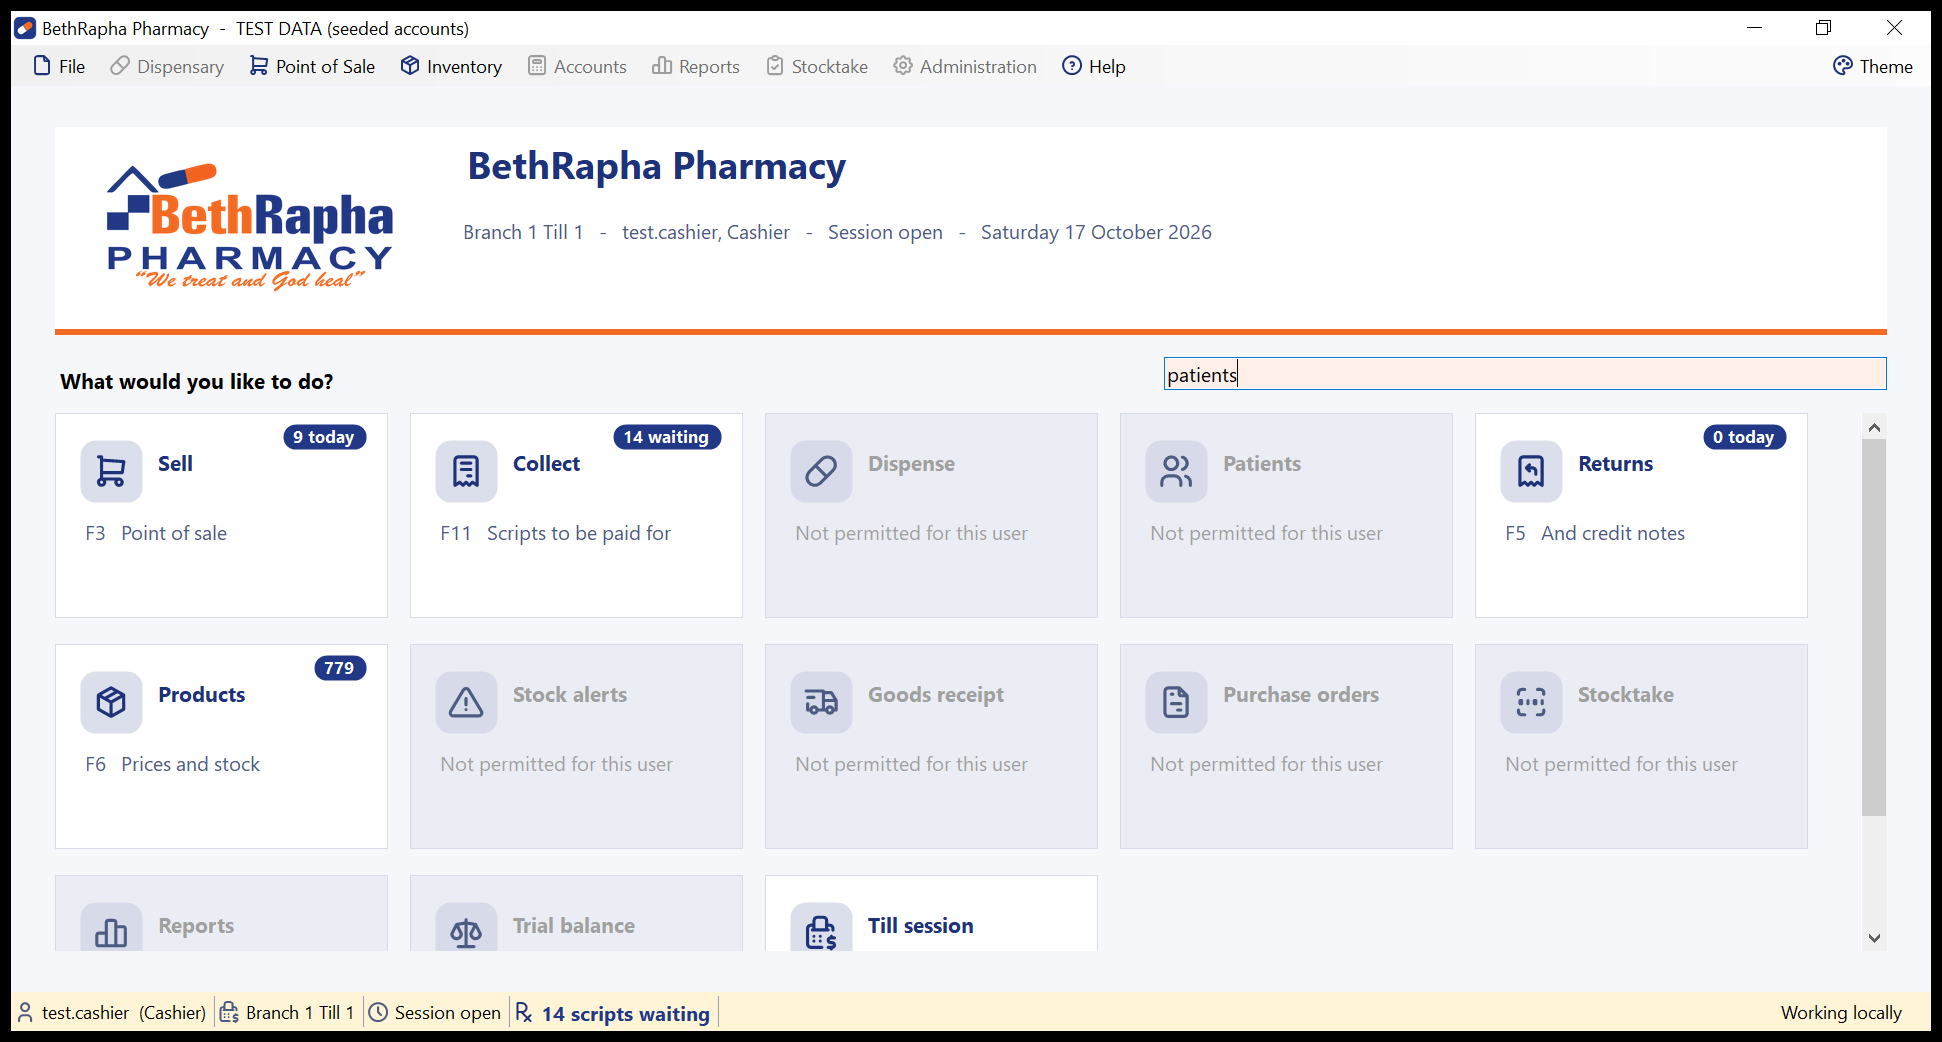 BethRapha Pharmacy - TEST DATA (seeded accounts)
File Dispensary Point of Sale Inventory Accounts Reports Stocktake Administration Help Theme
BethRapha
PHARMACY
"We treat and God heal"
BethRapha Pharmacy
Branch 1 Till 1 - test.cashier, Cashier - Session open - Saturday 17 October 2026
What would you like to do?
patients
Sell
9 today
F3 Point of sale
Collect
14 waiting
F11 Scripts to be paid for
Dispense
Not permitted for this user
Patients
Not permitted for this user
Returns
0 today
F5 And credit notes
Products
779
F6 Prices and stock
Stock alerts
Not permitted for this user
Goods receipt
Not permitted for this user
Purchase orders
Not permitted for this user
Stocktake
Not permitted for this user
Reports
Trial balance
Till session
test.cashier (Cashier) Branch 1 Till 1 Session open 14 scripts waiting Working locally